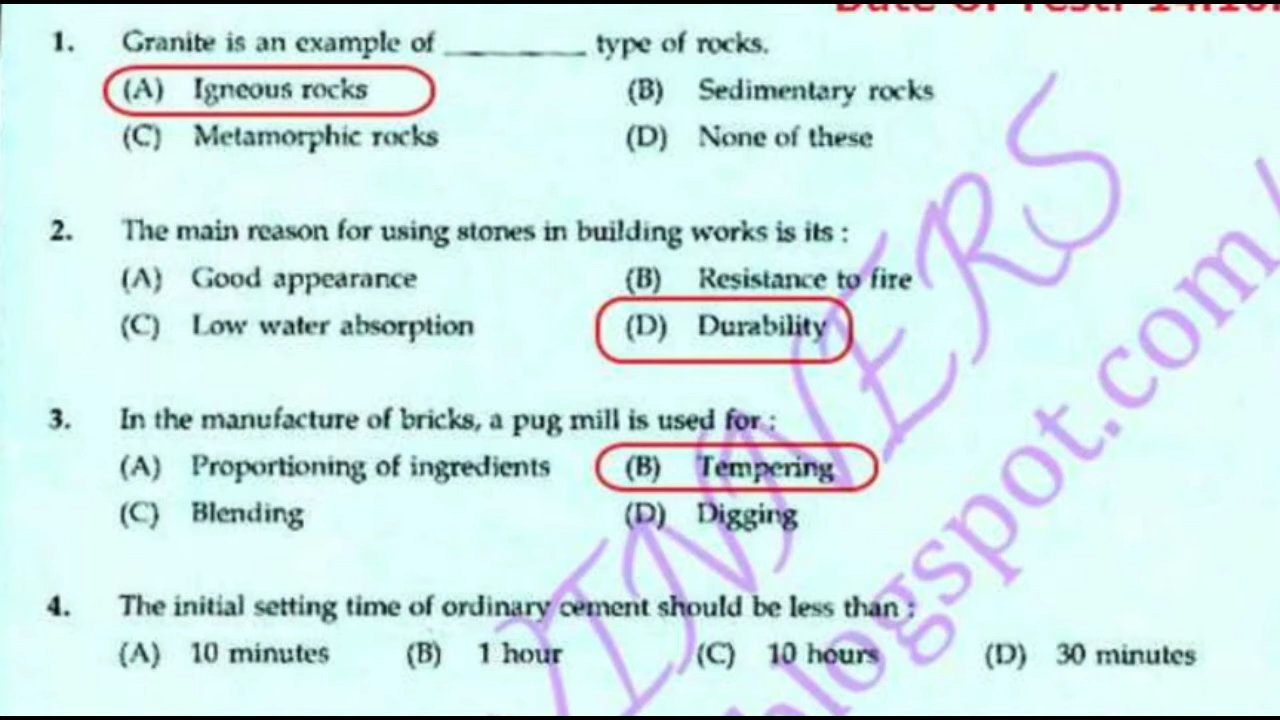 1. Granite is an example of ________ type of rocks.
(A) Igneous rocks (B) Sedimentary rocks
(C) Metamorphic rocks (D) None of these
2. The main reason for using stones in building works is its :
(A) Good appearance (B) Resistance to fire
(C) Low water absorption (D) Durability
3. In the manufacture of bricks, a pug mill is used for :
(A) Proportioning of ingredients (B) Tempering
(C) Blending (D) Digging
4. The initial setting time of ordinary cement should be less than :
(A) 10 minutes (B) 1 hour (C) 10 hours (D) 30 minutes